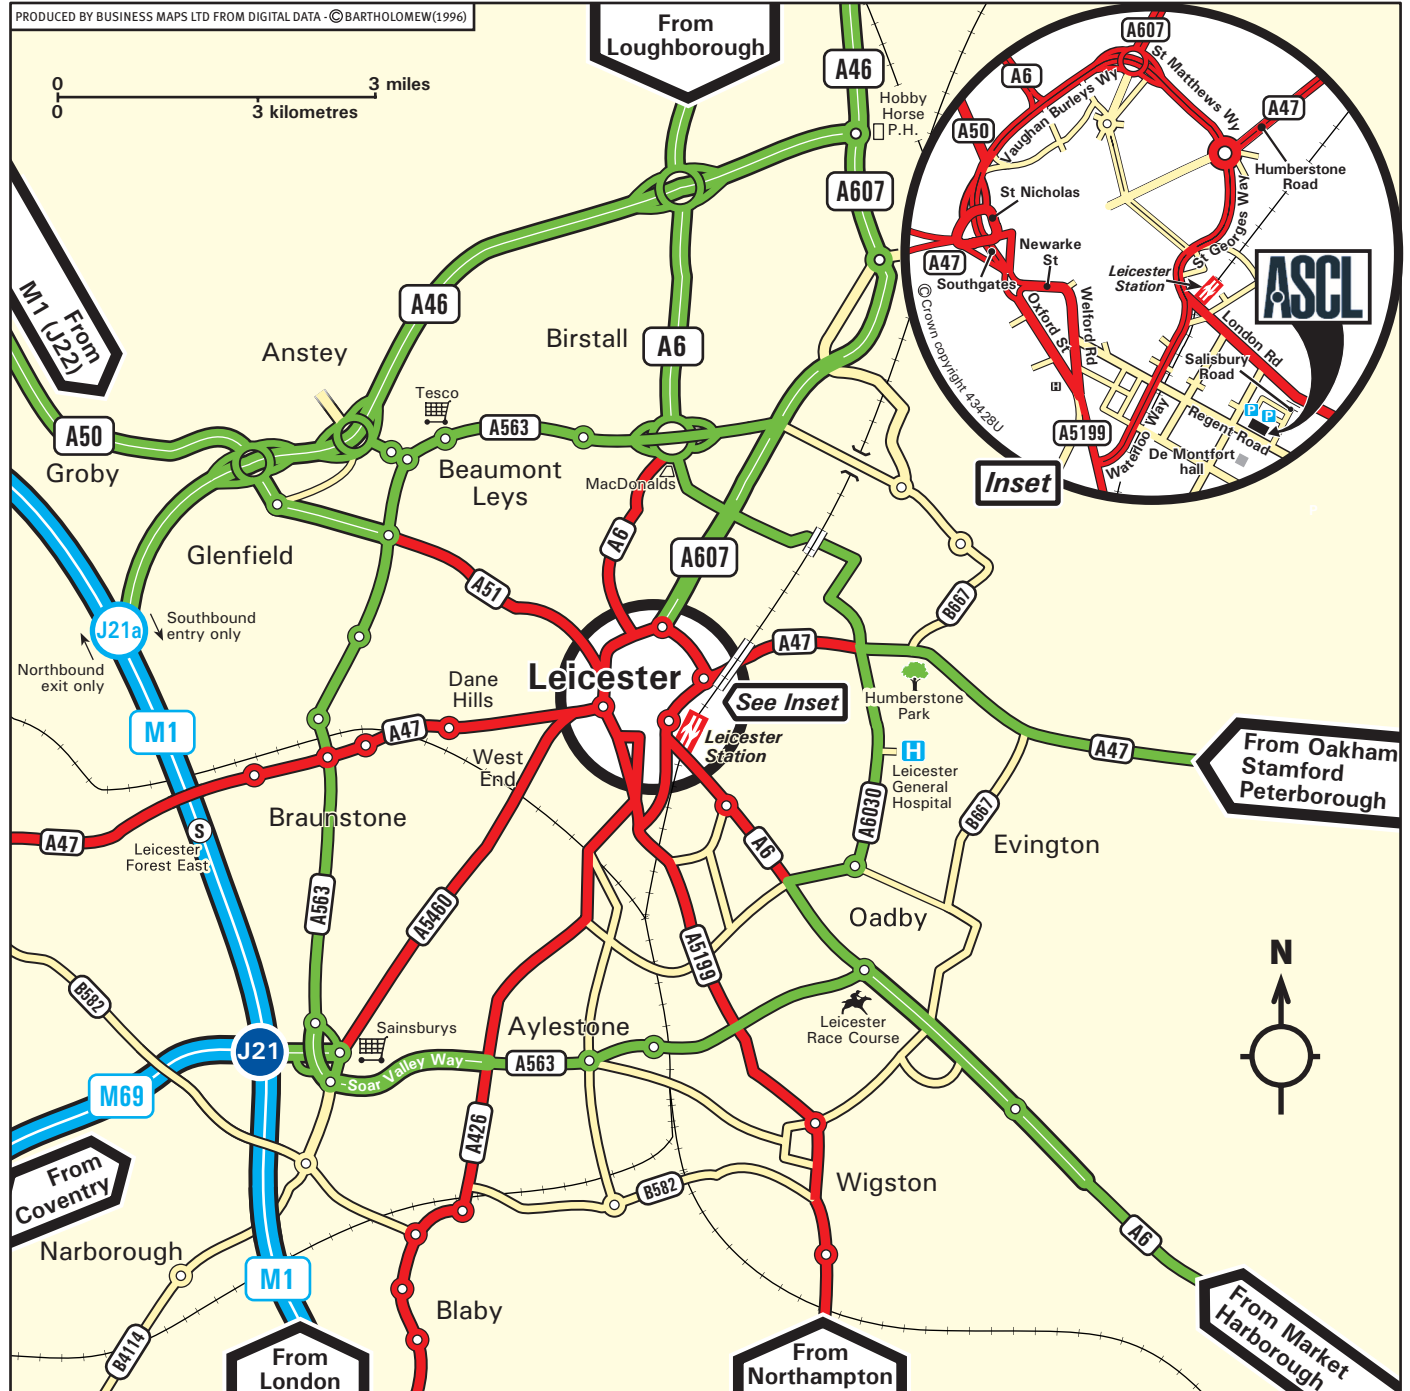 PRODUCED BY BUSINESS MAPS LTD FROM DIGITAL DATA - © BARTHOLOMEW(1996)
0
3 miles
0
3 kilometres
From
Loughborough
A46
Hobby
Horse
P.H.
A607
From
M1 (J22)
A46
Anstey
Birstall
A6
Tesco
A563
A50
Groby
Beaumont
Leys
MacDonalds
Glenfield
A6
A607
A51
J21a
Southbound
entry only
Northbound
exit only
B667
A47
Leicester
Dane
Hills
See Inset
Humberstone
Park
M1
A47
Leicester
Station
West
End
H
Leicester
General
Hospital
A47
From Oakham
Stamford
Peterborough
A6030
B667
Braunstone
S
Leicester
Forest East
A47
A6
Evington
A563
A5460
Oadby
A5199
B582
N
Sainsburys
Aylestone
Leicester
Race Course
J21
Soar Valley Way
A563
M69
A426
From
Coventry
B582
Wigston
Narborough
A6
M1
Blaby
B4114
From
London
From
Northampton
From Market
Harborough
A607
A6
St Matthews Wy
Vaughan Burleys Wy
A47
A50
Humberstone
Road
St Nicholas
St Georges Way
Newarke
St
A47
Southgates
Leicester
Station
ASCL
© Crown copyright 43428U
Oxford St
Welford Rd
London Rd
Salisbury
Road
H
P
P
Regent Road
A5199
Waterloo Way
De Montfort
hall
Inset
P